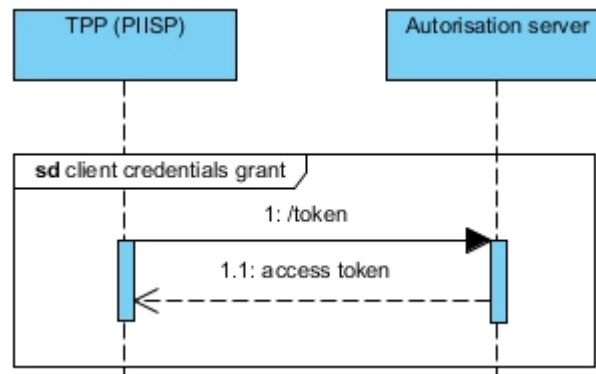 TPP (PIISP)
Autorisation server
sd client credentials grant
1: /token
1.1: access token